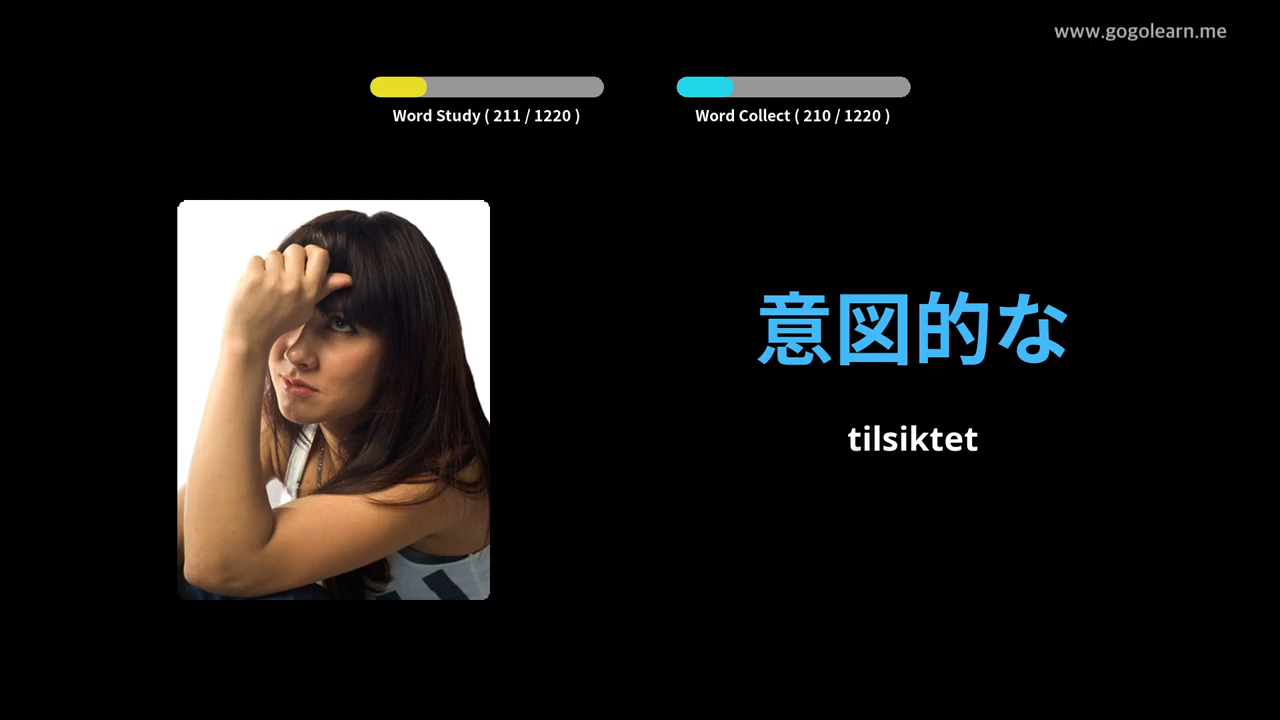 www.gogolearn.me
Word Study ( 211 / 1220 )
Word Collect ( 210 / 1220 )
意図的な
tilsiktet